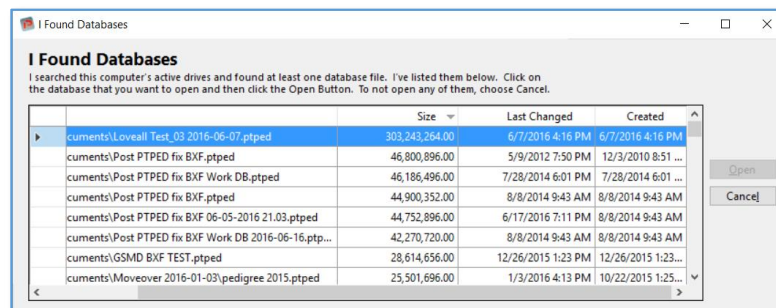 I Found Databases
I Found Databases
I searched this computer's active drives and found at least one database file. I've listed them below. Click on
the database that you want to open and then click the Open Button. To not open any of them, choose Cancel.
Size Last Changed Created
cuments\Loveall Test_03 2016-06-07.ptped 303,243,264.00 6/7/2016 4:16 PM 6/7/2016 4:16 PM
cuments\Post PTPED fix BXF.ptped 46,800,896.00 5/9/2012 7:50 PM 12/3/2010 8:51 ...
cuments\Post PTPED fix BXF Work DB.ptped 46,186,496.00 7/28/2014 6:01 PM 7/28/2014 6:01 ...
cuments\Post PTPED fix BXF.ptped 44,900,352.00 8/8/2014 9:43 AM 8/8/2014 9:43 AM
cuments\Post PTPED fix BXF 06-05-2016 21.03.ptped 44,752,896.00 6/17/2016 7:11 PM 8/8/2014 9:43 AM
cuments\Post PTPED fix BXF Work DB 2016-06-16.ptp... 42,270,720.00 8/8/2014 9:43 AM 8/8/2014 9:43 AM
cuments\GSMD BXF TEST.ptped 28,614,656.00 12/26/2015 1:23 PM 12/26/2015 1:23...
cuments\Moveover 2016-01-03\pedigree 2015.ptped 25,501,696.00 1/3/2016 4:13 PM 10/22/2015 1:25...
Open
Cancel